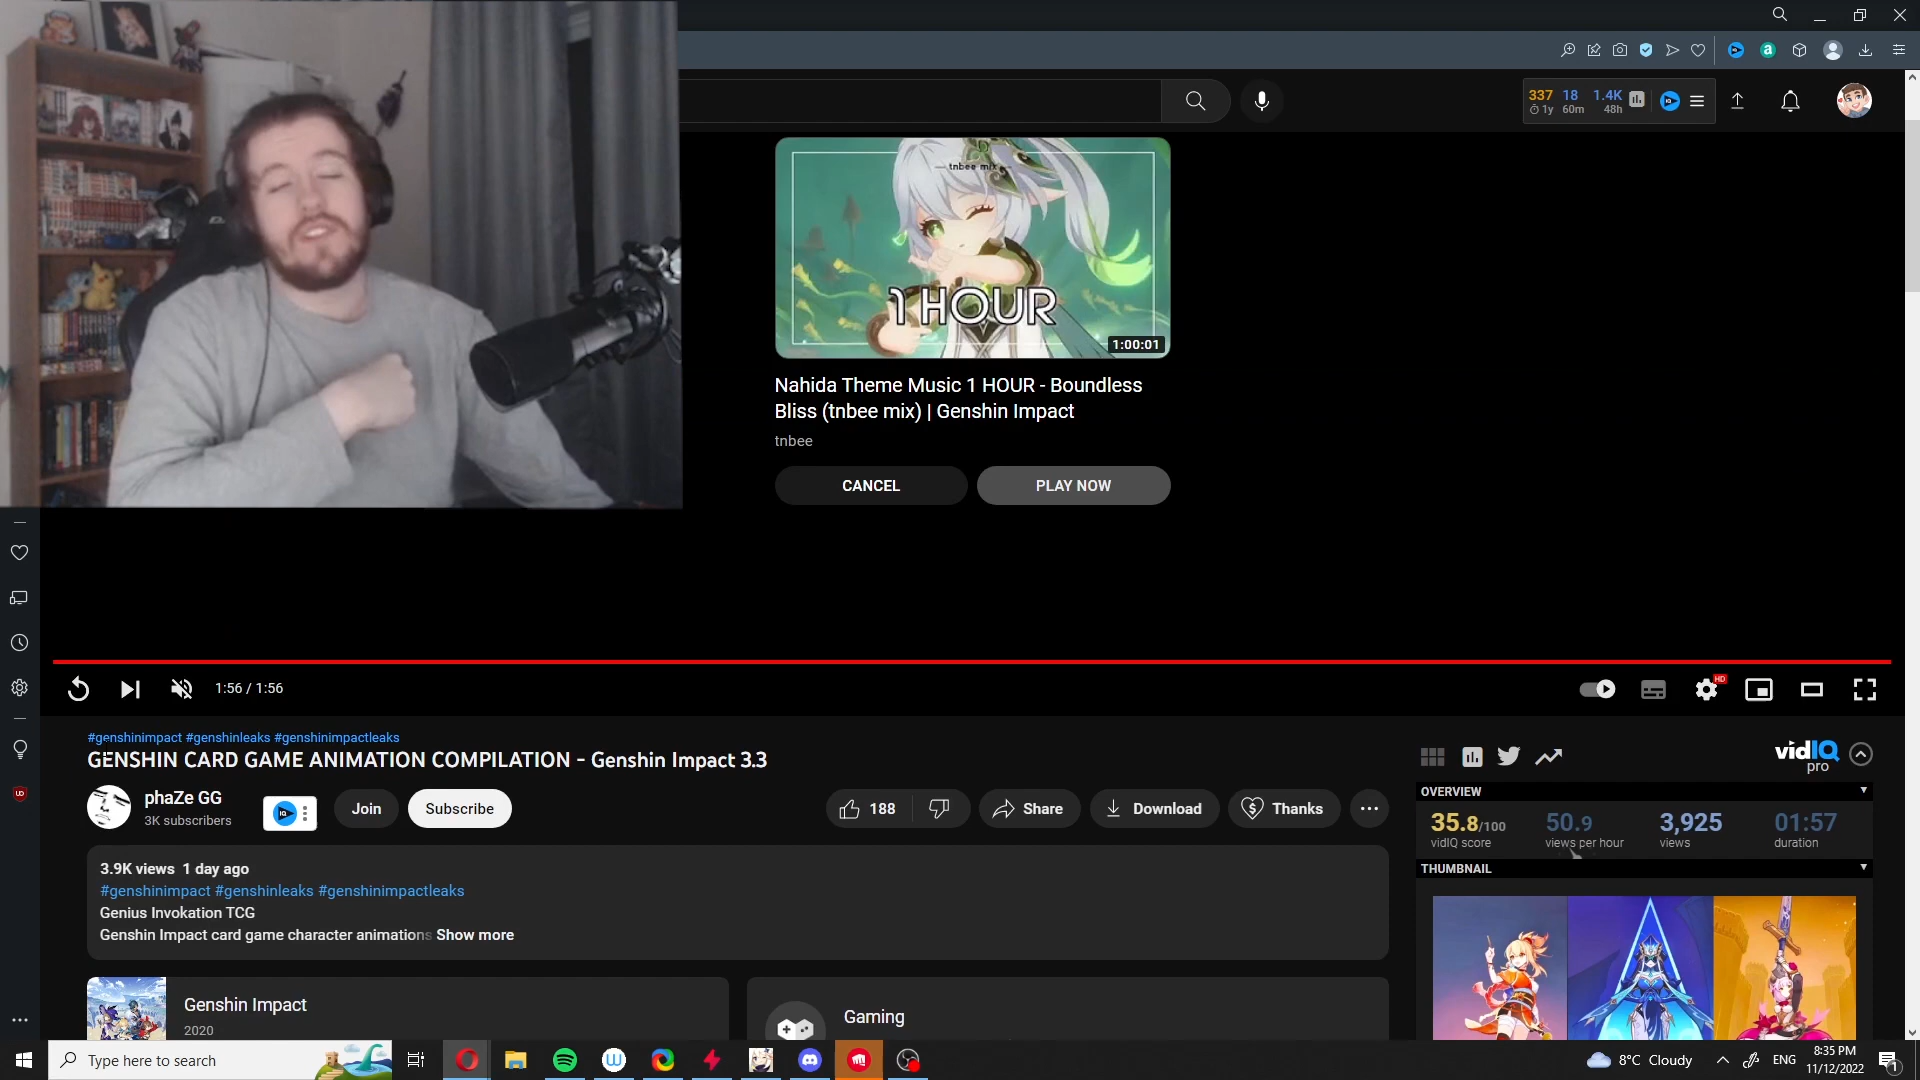 337 18 1.4K
1y 60m 48h
tnbee mix
1 HOUR
1:00:01
Nahida Theme Music 1 HOUR - Boundless
Bliss (tnbee mix) | Genshin Impact
tnbee
CANCEL PLAY NOW
1:56 / 1:56
HD
#genshinimpact #genshinleaks #genshinimpactleaks
GENSHIN CARD GAME ANIMATION COMPILATION - Genshin Impact 3.3
phaZe GG
3K subscribers
Join
Subscribe
188
Share
Download
Thanks
3.9K views 1 day ago
#genshinimpact #genshinleaks #genshinimpactleaks
Genius Invokation TCG
Genshin Impact card game character animations Show more
Genshin Impact
2020
Gaming
vidIQ
pro
OVERVIEW
35.8/100 50.9 3,925 01:57
vidIQ score views per hour views duration
THUMBNAIL
Type here to search
8°C Cloudy
ENG
8:35 PM
11/12/2022
1